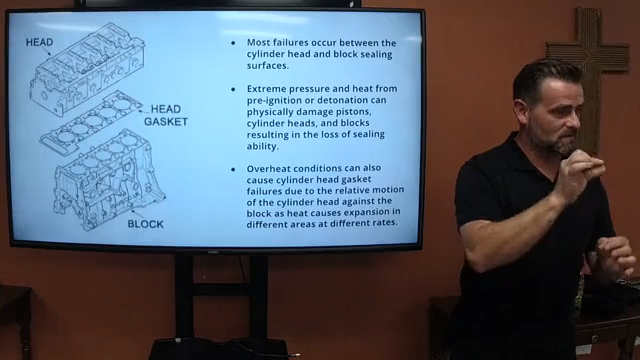 HEAD
HEAD
GASKET
BLOCK
• Most failures occur between the
cylinder head and block sealing
surfaces.
• Extreme pressure and heat from
pre-ignition or detonation can
physically damage pistons,
cylinder heads, and blocks
resulting in the loss of sealing
ability.
• Overheat conditions can also
cause cylinder head gasket
failures due to the relative motion
of the cylinder head against the
block as heat causes expansion in
different areas at different rates.